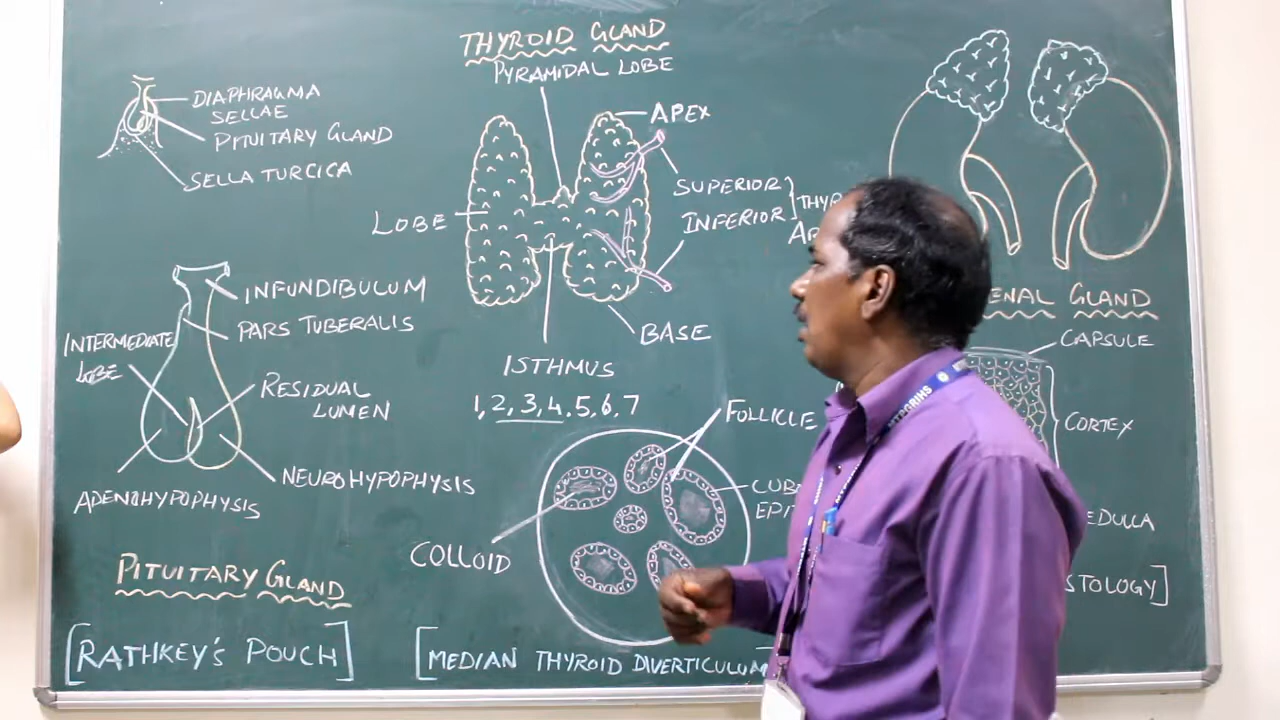 THYROID GLAND
PYRAMIDAL LOBE
APEX
SUPERIOR
INFERIOR
LOBE
BASE
ISTHMUS
1,2,3,4,5,6,7
FOLLICLE
COLLOID
[MEDIAN THYROID DIVERTICULUM
DIAPHRAGMA
SELLAE
PITUITARY GLAND
SELLA TURCICA
INFUNDIBULUM
PARS TUBERALIS
INTERMEDIATE
LOBE
RESIDUAL
LUMEN
NEUROHYPOPHYSIS
ADENOHYPOPHYSIS
PITUITARY GLAND
[RATHKEY'S POUCH]
GLAND
CAPSULE
CORTEX